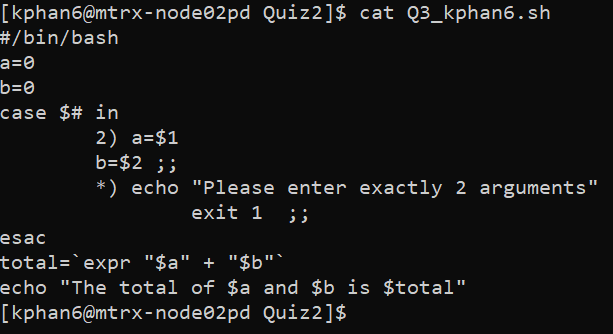 [kphan6@mtrx-node02pd Quiz2]$ cat Q3_kphan6.sh
#/bin/bash
a=0
b=0
case $# in
        2) a=$1
        b=$2 ;;
        *) echo "Please enter exactly 2 arguments"
                exit 1  ;;
esac
total=`expr "$a" + "$b"`
echo "The total of $a and $b is $total"
[kphan6@mtrx-node02pd Quiz2]$